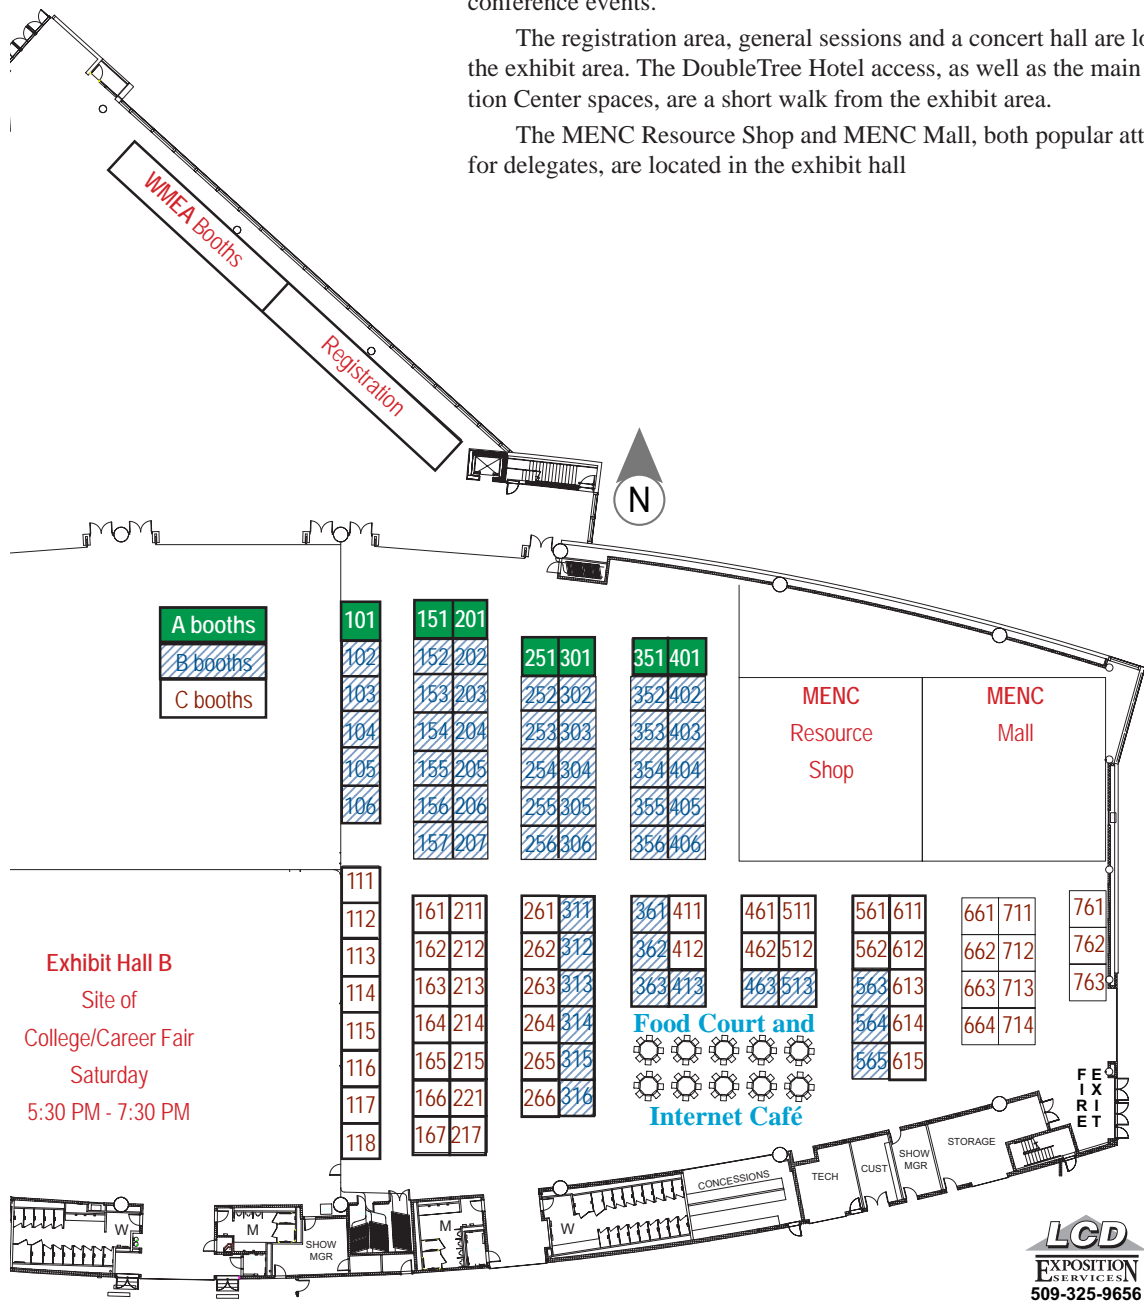 conference events.
The registration area, general sessions and a concert hall are lo
the exhibit area. The DoubleTree Hotel access, as well as the main
tion Center spaces, are a short walk from the exhibit area.
The MENC Resource Shop and MENC Mall, both popular att
for delegates, are located in the exhibit hall
WMEA Booths
Registration
N
A booths
B booths
C booths
101
102
103
104
105
106
151 201
152 202
153 203
154 204
155 205
156 206
157 207
251 301
252 302
253 303
254 304
255 305
256 306
351 401
352 402
353 403
354 404
355 405
356 406
MENC
Resource
Shop
MENC
Mall
111
112
113
114
115
116
117
118
161 211
162 212
163 213
164 214
165 215
166 221
167 217
261 311
262 312
263 313
264 314
265 315
266 316
361 411
362 412
363 413
461 511
462 512
463 513
561 611
562 612
563 613
564 614
565 615
661 711
662 712
663 713
664 714
761
762
763
Exhibit Hall B
Site of
College/Career Fair
Saturday
5:30 PM - 7:30 PM
Food Court and
Internet Café
FIRE
EXIT
STORAGE
SHOW
MGR
CUST
TECH
CONCESSIONS
W
M
SHOW
MGR
M
W
LCD
EXPOSITION
SERVICES
509-325-9656